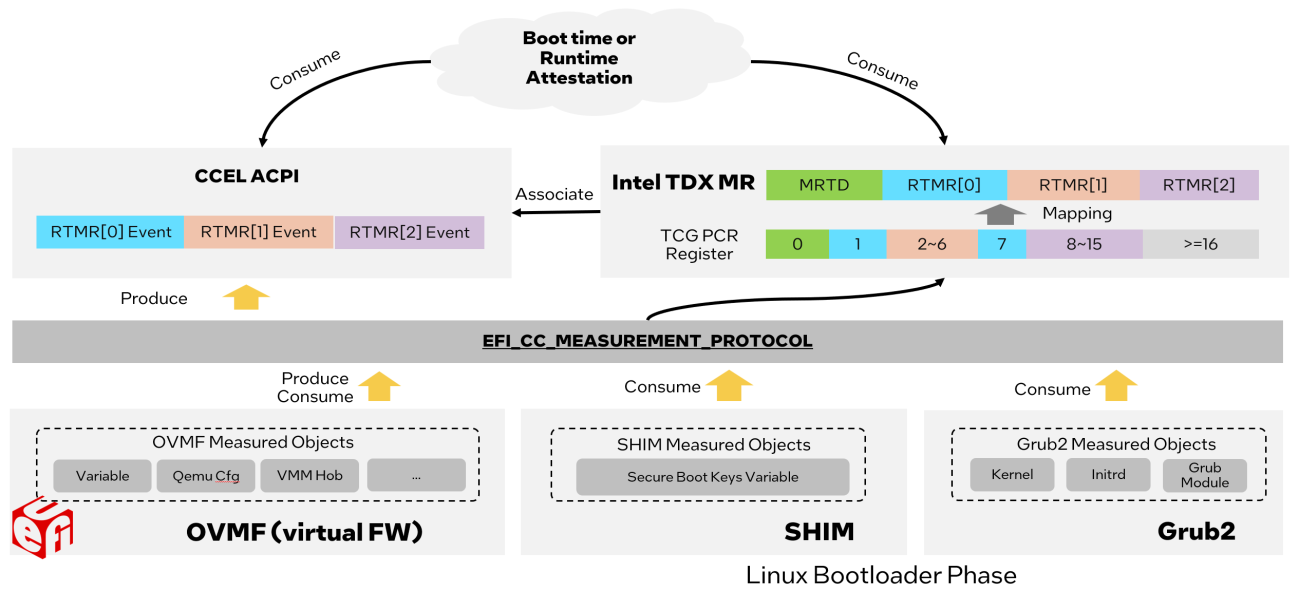 Boot time or
Runtime
Attestation
Consume
Consume
CCEL ACPI
RTMR[0] Event
RTMR[1] Event
RTMR[2] Event
Associate
Intel TDX MR
MRTD
RTMR[0]
RTMR[1]
RTMR[2]
Mapping
TCG PCR
Register
0
1
2~6
7
8~15
>=16
Produce
EFI_CC_MEASUREMENT_PROTOCOL
Produce
Consume
Consume
Consume
OVMF Measured Objects
Variable
Qemu Cfg
VMM Hob
...
OVMF (virtual FW)
UEFI
SHIM Measured Objects
Secure Boot Keys Variable
SHIM
Grub2 Measured Objects
Kernel
Initrd
Grub
Module
Grub2
Linux Bootloader Phase